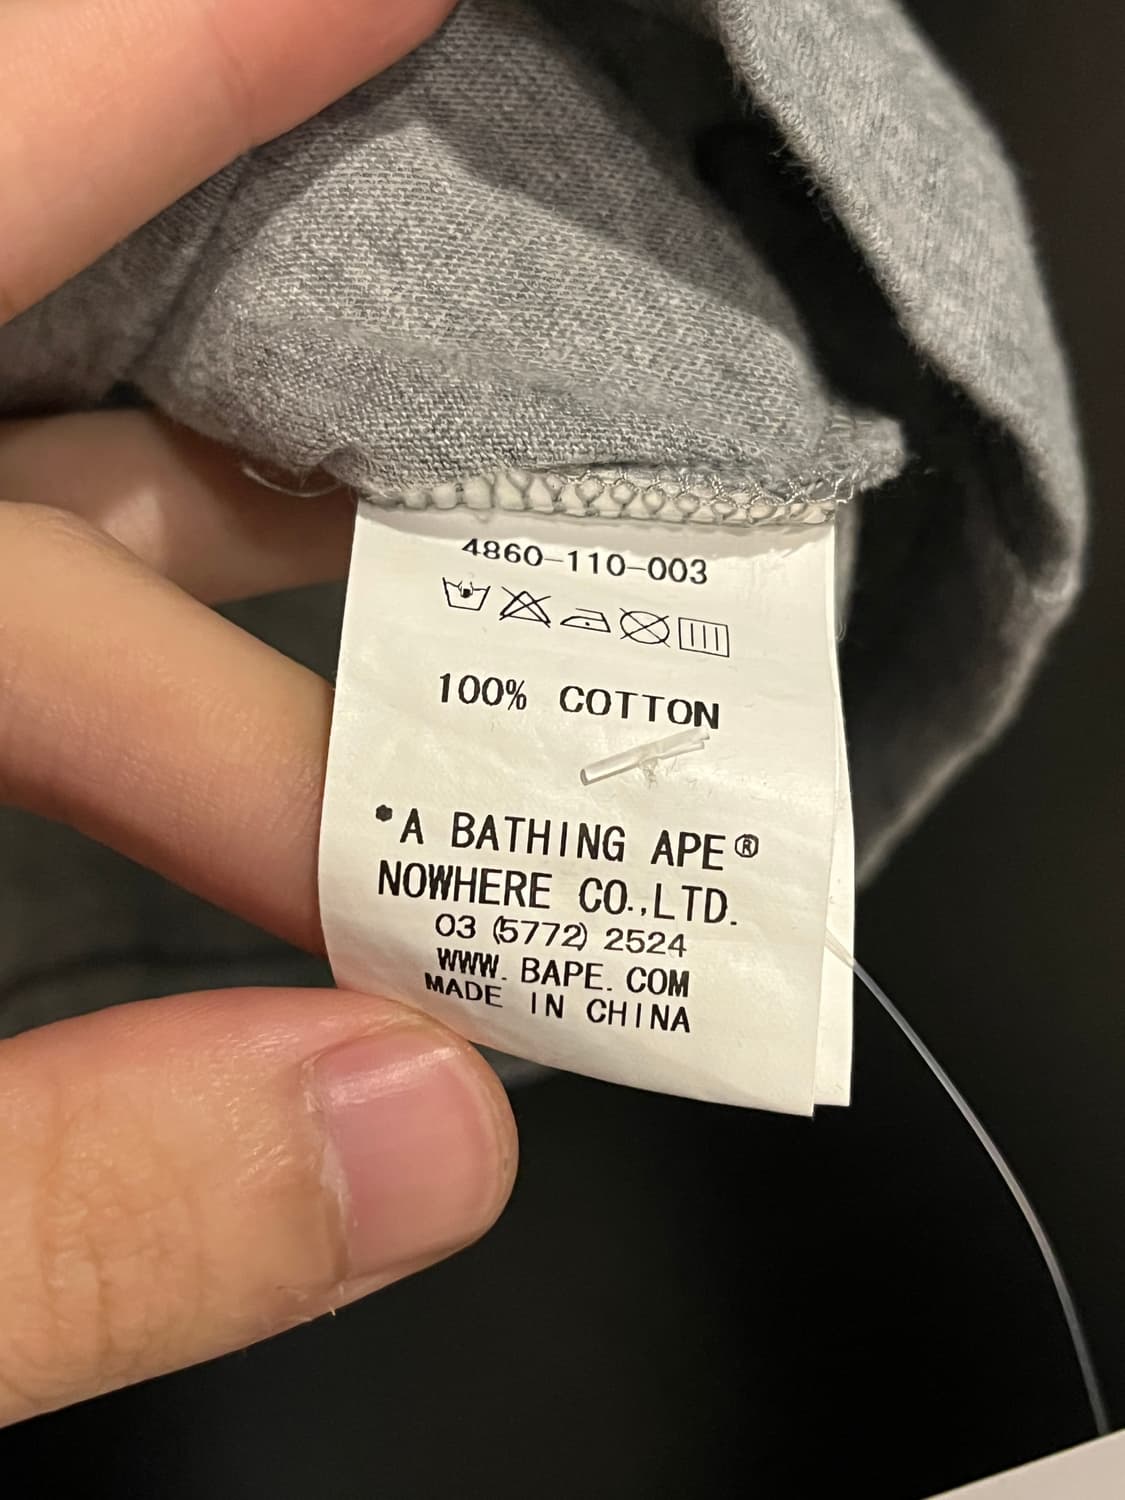 4860-110-003
100% COTTON
*A BATHING APE®
NOWHERE CO.,LTD.
03 (5772) 2524
WWW. BAPE. COM
MADE IN CHINA